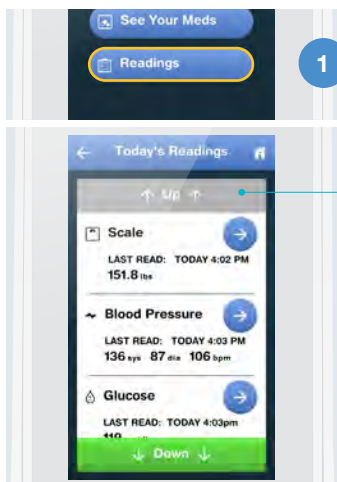 See Your Meds
Readings
1
Today's Readings
↑ Up ↑
Scale
LAST READ: TODAY 4:02 PM
151.8 lbs
Blood Pressure
LAST READ: TODAY 4:03 PM
136 sys 87 dia 106 bpm
Glucose
LAST READ: TODAY 4:03pm
↓ Down ↓